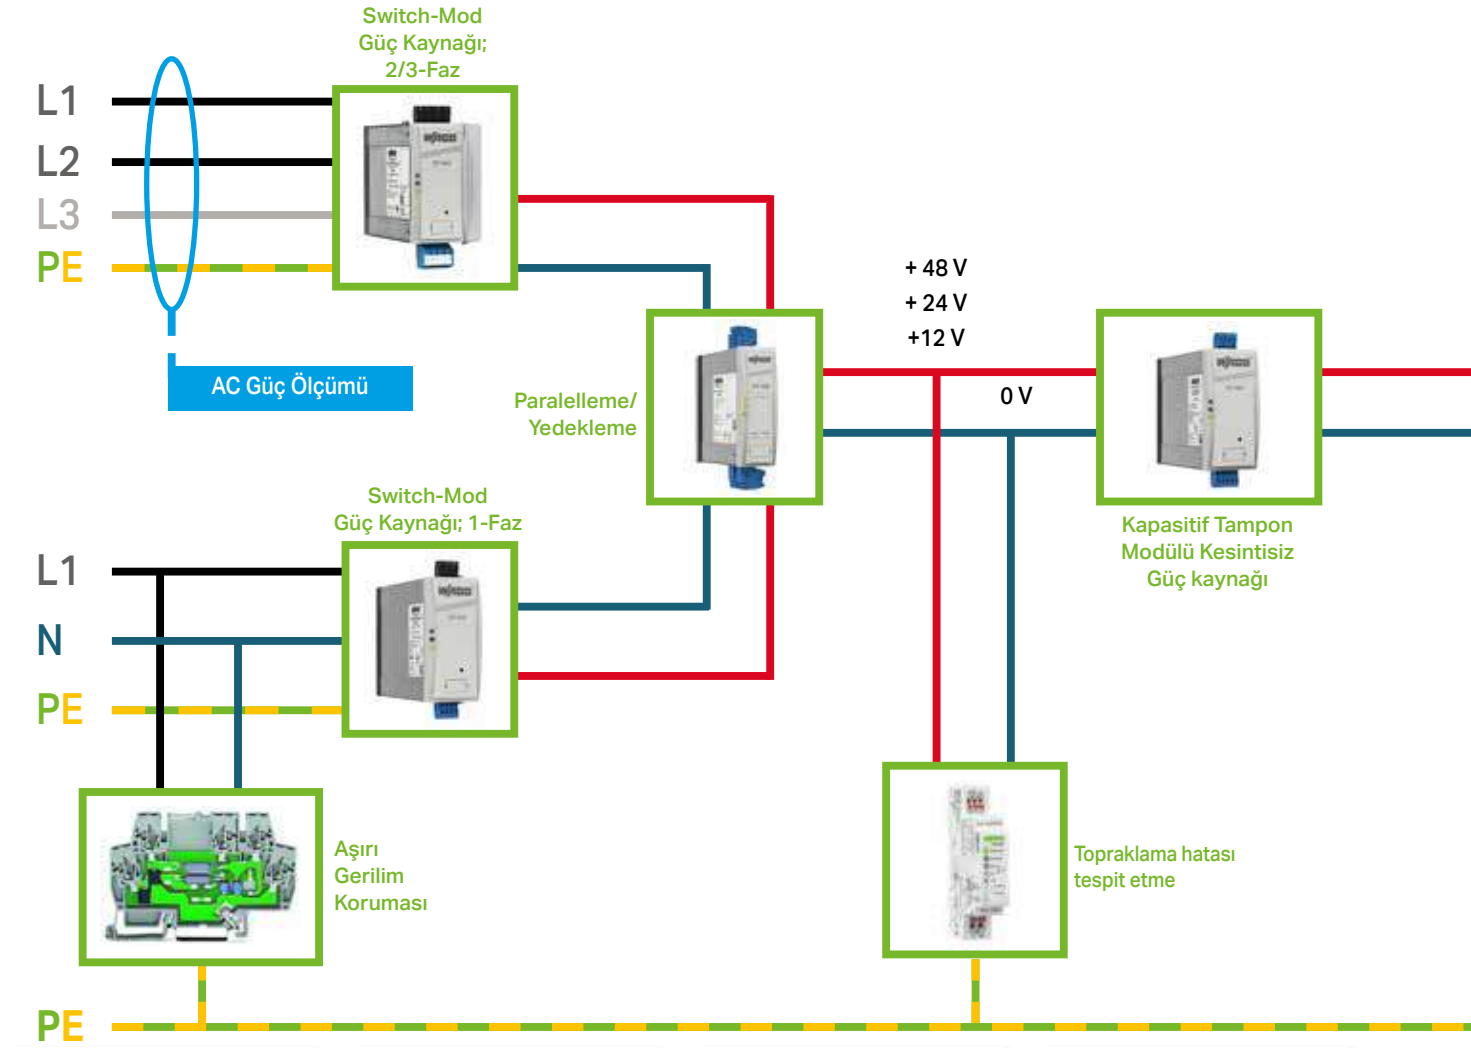 Switch-Mod
Güç Kaynağı;
2/3-Faz
L1
L2
L3
PE
AC Güç Ölçümü
+ 48 V
+ 24 V
+12 V
0 V
Paralelleme/
Yedekleme
Kapasitif Tampon
Modülü Kesintisiz
Güç kaynağı
Switch-Mod
Güç Kaynağı; 1-Faz
L1
N
PE
Aşırı
Gerilim
Koruması
Topraklama hatası
tespit etme
PE